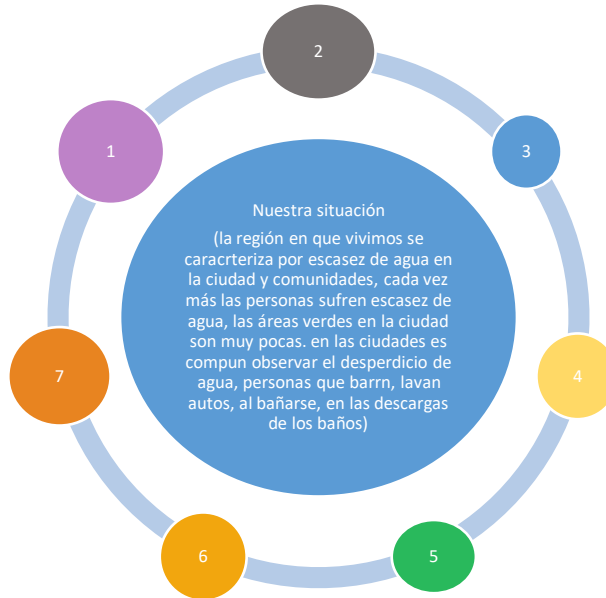 2
1
3
Nuestra situación
(la región en que vivimos se
caracrteriza por escasez de agua en
la ciudad y comunidades, cada vez
más las personas sufren escasez de
agua, las áreas verdes en la ciudad
son muy pocas. en las ciudades es
compun observar el desperdicio de
agua, personas que barrn, lavan
autos, al bañarse, en las descargas
de los baños)
7
4
6
5